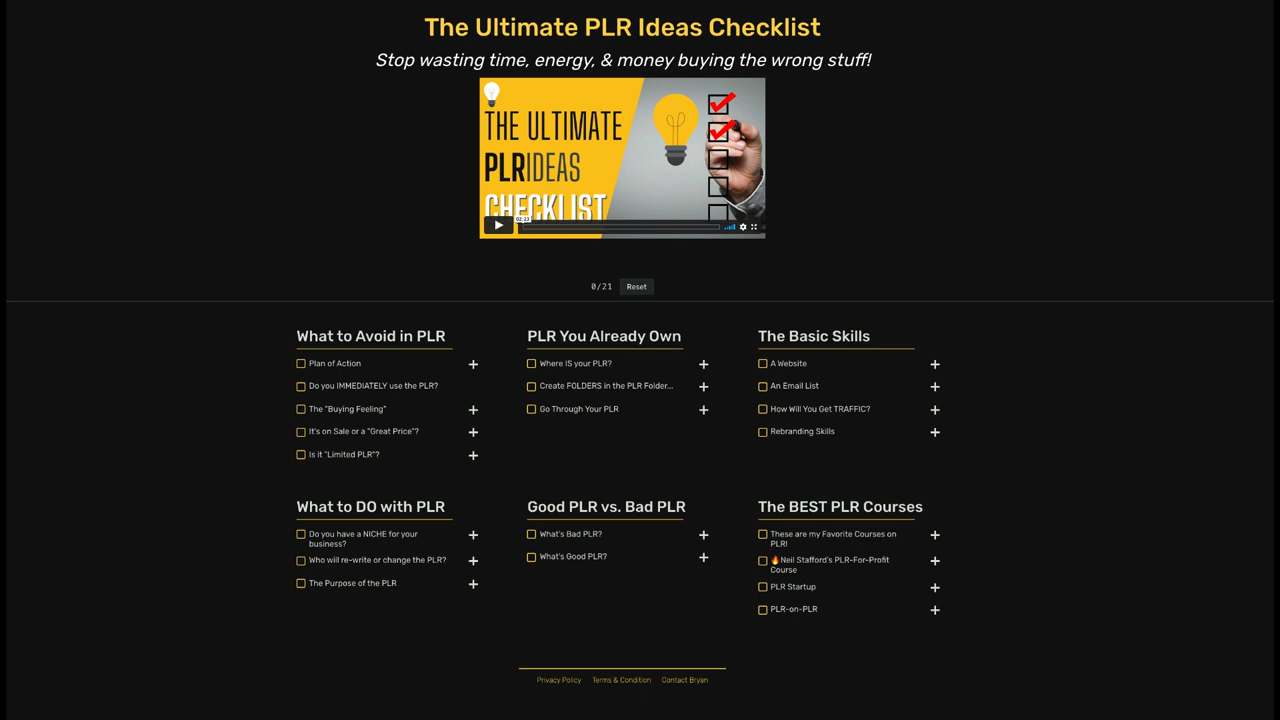 The Ultimate PLR Ideas Checklist
Stop wasting time, energy, & money buying the wrong stuff!
THE ULTIMATE
PLRIDEAS
CHECKLIST
02:23
0/21 Reset
What to Avoid in PLR
Plan of Action
Do you IMMEDIATELY use the PLR?
The "Buying Feeling"
It's on Sale or a "Great Price"?
Is it "Limited PLR"?
PLR You Already Own
Where IS your PLR?
Create FOLDERS in the PLR Folder...
Go Through Your PLR
The Basic Skills
A Website
An Email List
How Will You Get TRAFFIC?
Rebranding Skills
What to DO with PLR
Do you have a NICHE for your
business?
Who will re-write or change the PLR?
The Purpose of the PLR
Good PLR vs. Bad PLR
What's Bad PLR?
What's Good PLR?
The BEST PLR Courses
These are my Favorite Courses on
PLR!
🔥Neil Stafford's PLR-For-Profit
Course
PLR Startup
PLR-on-PLR
Privacy Policy Terms & Condition Contact Bryan